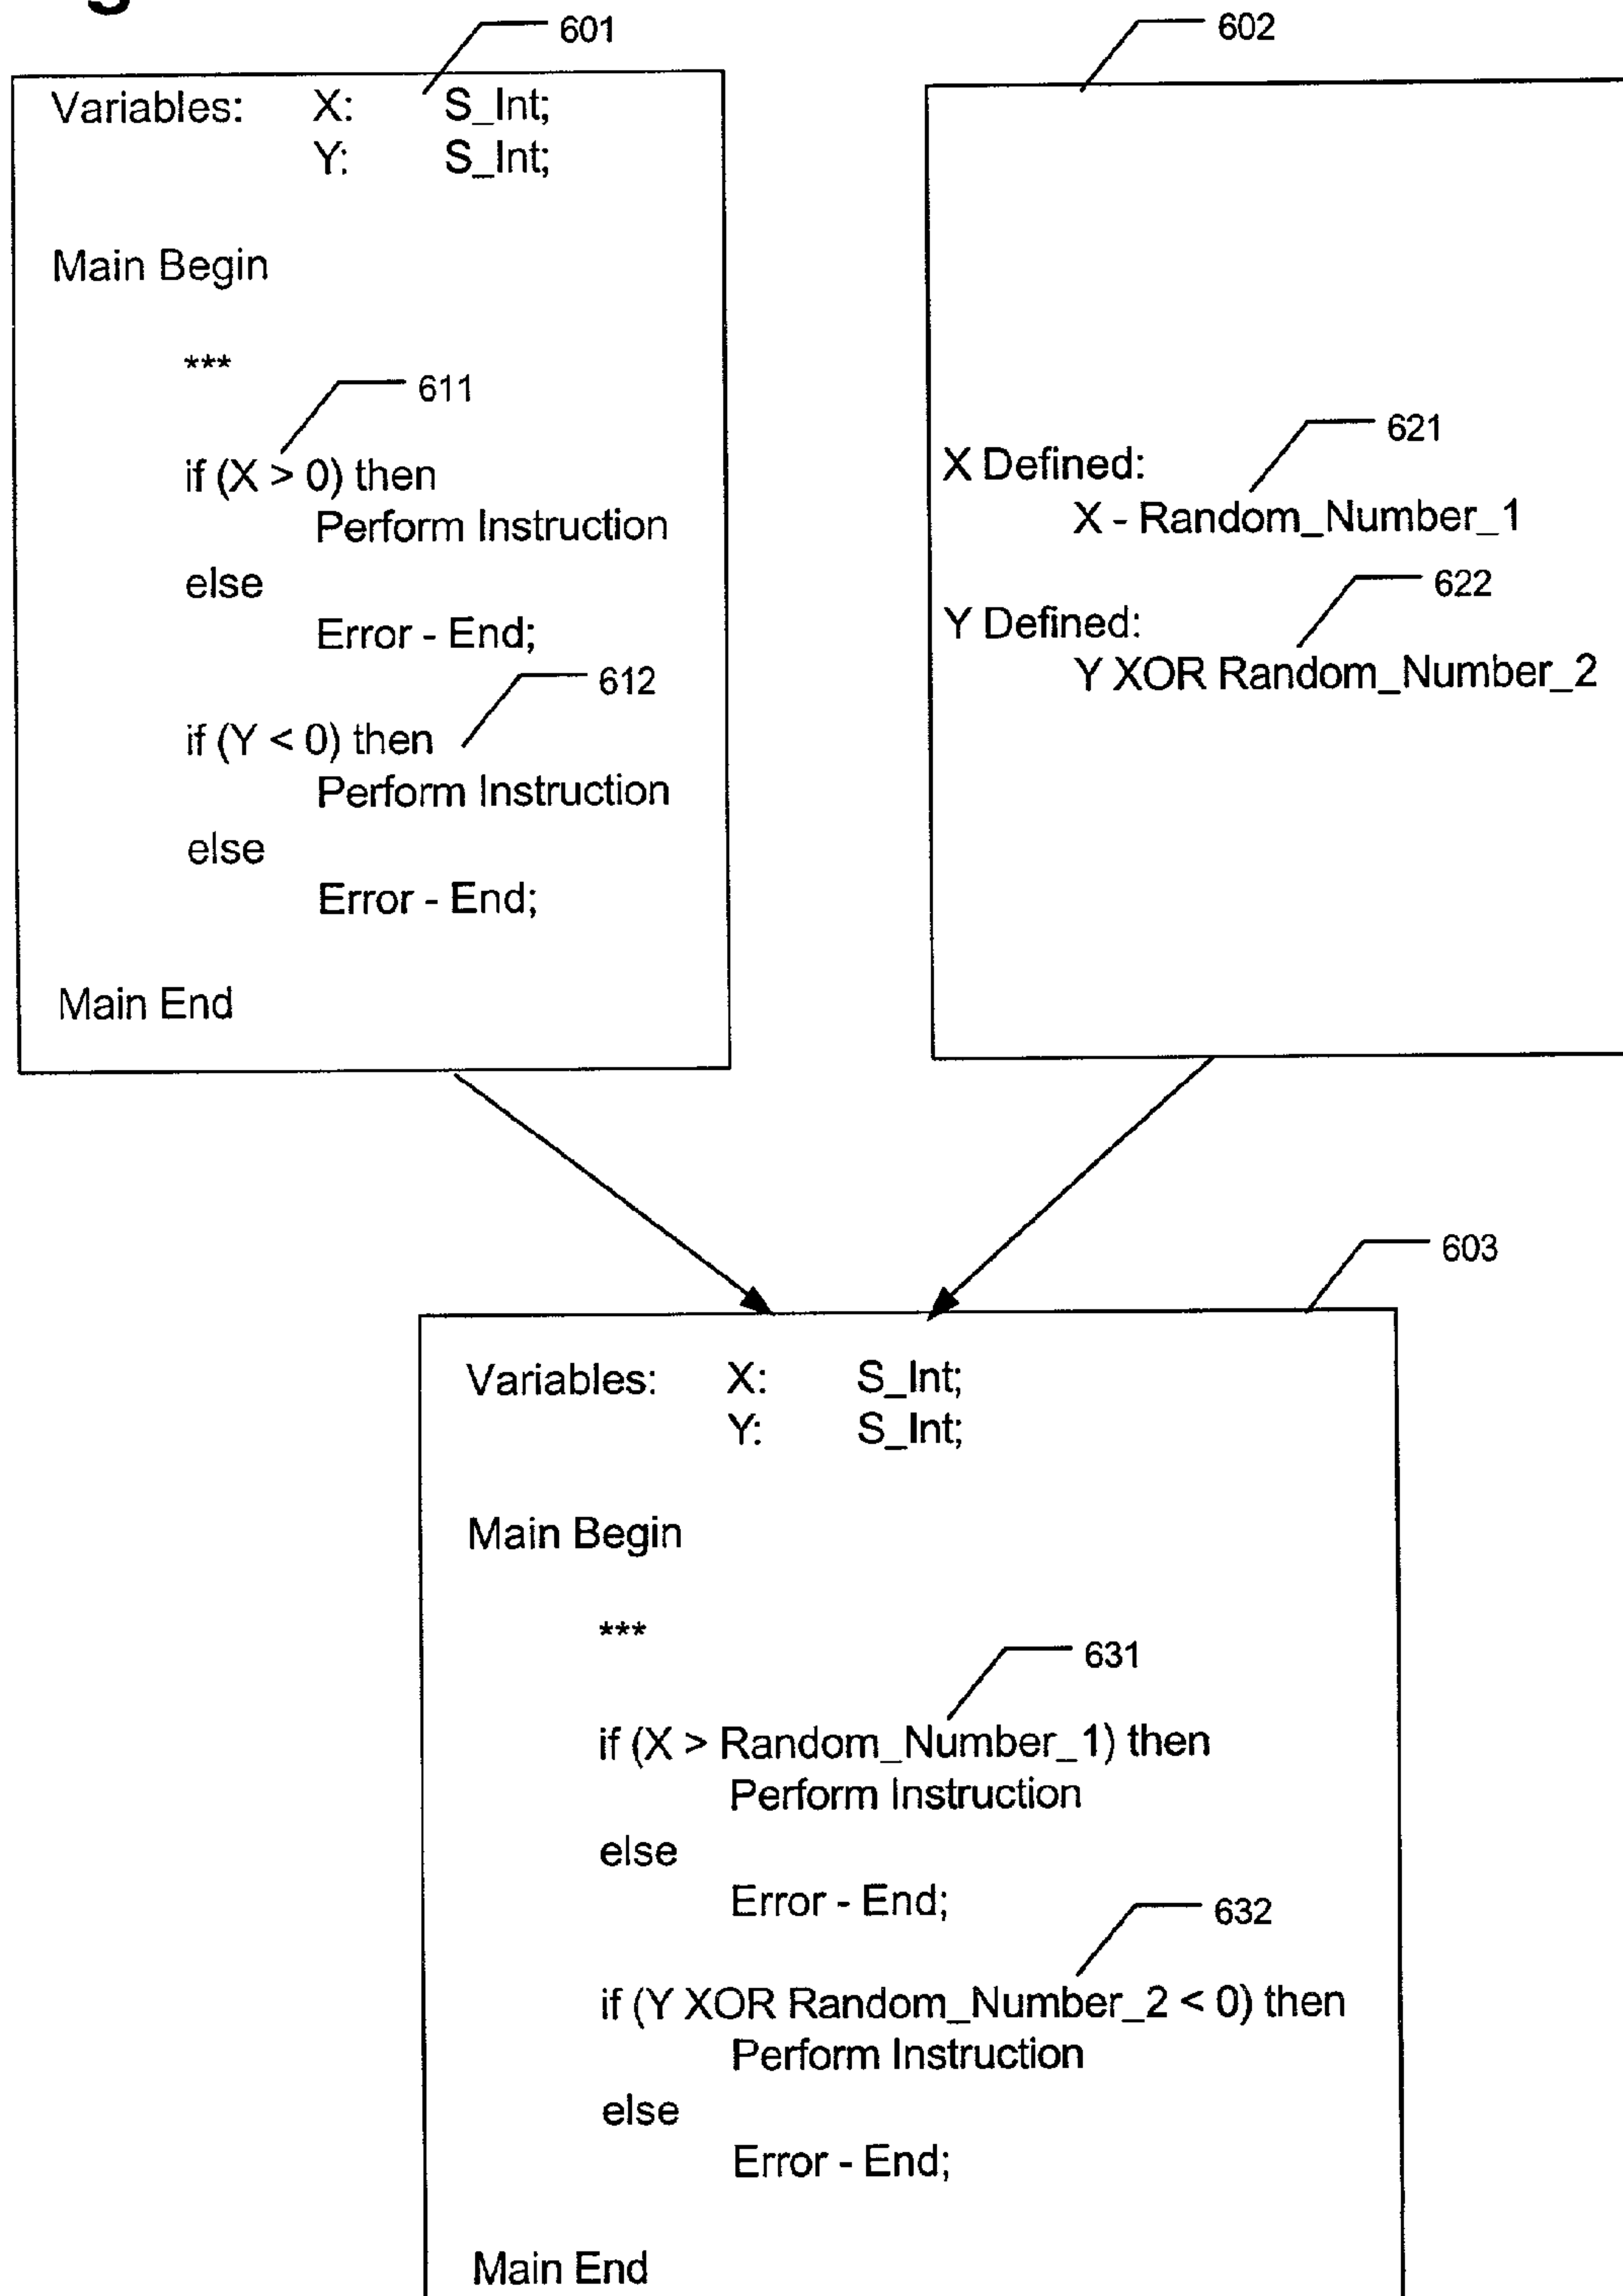 601
Variables: X: S_Int;
Y: S_Int;
Main Begin
***
611
if (X > 0) then
Perform Instruction
else
Error - End;
612
if (Y < 0) then
Perform Instruction
else
Error - End;
Main End
602
621
X Defined:
X - Random_Number_1
622
Y Defined:
Y XOR Random_Number_2
603
Variables: X: S_Int;
Y: S_Int;
Main Begin
***
631
if (X > Random_Number_1) then
Perform Instruction
else
Error - End;
632
if (Y XOR Random_Number_2 < 0) then
Perform Instruction
else
Error - End;
Main End